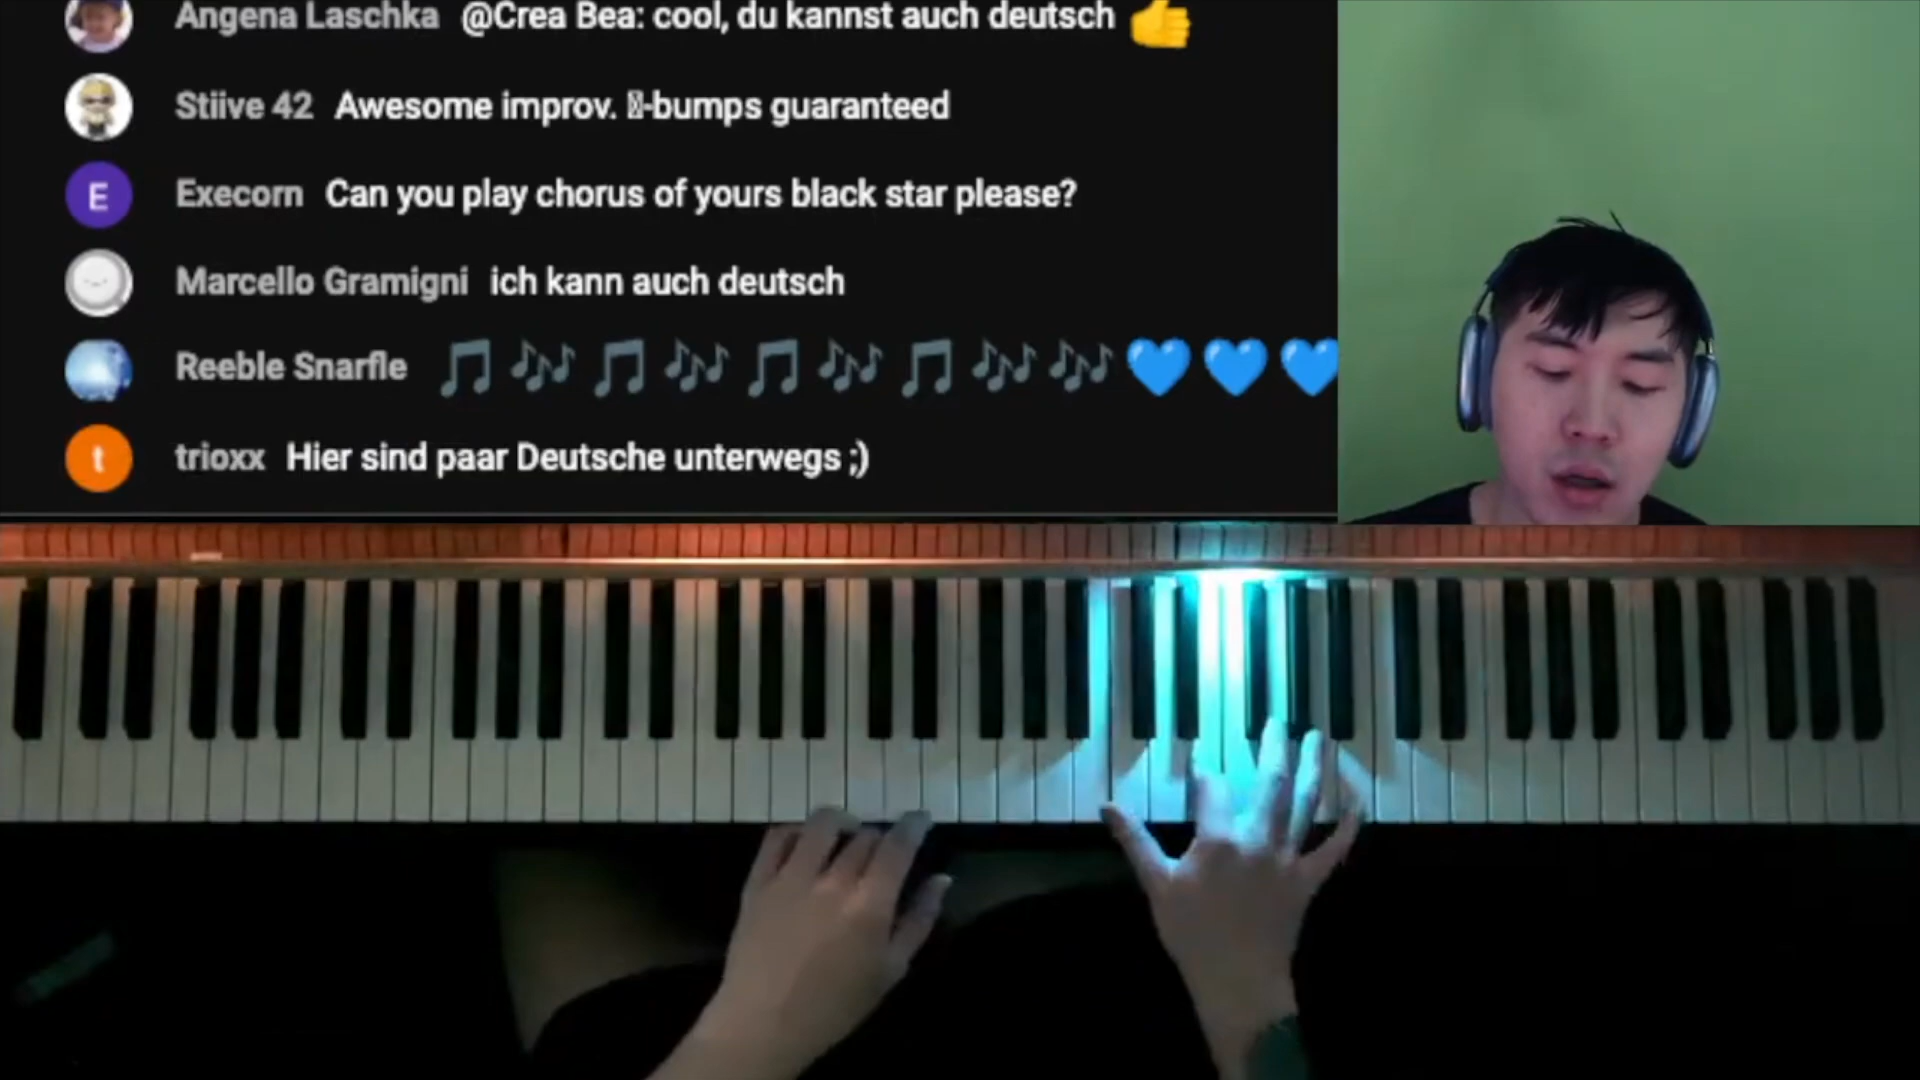 Angena Laschka @Crea Bea: cool, du kannst auch deutsch 👍
Stiive 42 Awesome improv. -bumps guaranteed
E Execorn Can you play chorus of yours black star please?
Marcello Gramigni ich kann auch deutsch
Reeble Snarfle 🎵🎶🎵🎶🎵🎶🎵🎶🎶💙💙💙
t trioxx Hier sind paar Deutsche unterwegs ;)